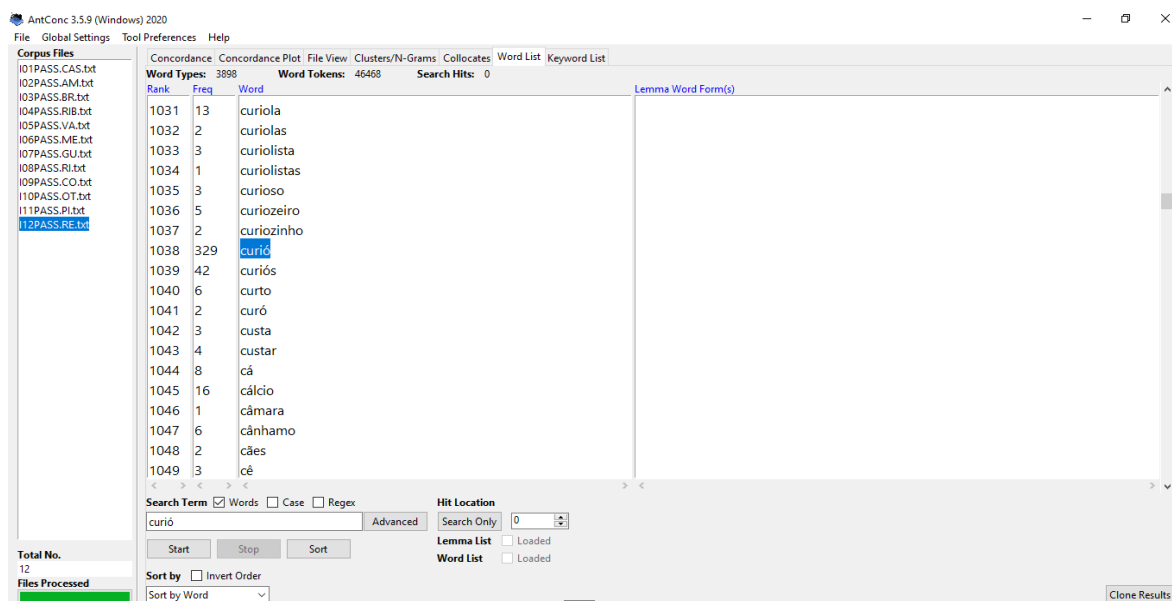 AntConc 3.5.9 (Windows) 2020
File Global Settings Tool Preferences Help
Corpus Files
I01PASS.CAS.txt
I02PASS.AM.txt
I03PASS.BR.txt
I04PASS.RIB.txt
I05PASS.VA.txt
I06PASS.ME.txt
I07PASS.GU.txt
I08PASS.RI.txt
I09PASS.CO.txt
I10PASS.OT.txt
I11PASS.PI.txt
I12PASS.RE.txt
Total No.
12
Files Processed
Concordance Concordance Plot File View Clusters/N-Grams Collocates Word List Keyword List
Word Types: 3898 Word Tokens: 46468 Search Hits: 0
Rank Freq Word Lemma Word Form(s)
1031 13 curiola
1032 2 curiolas
1033 3 curiolista
1034 1 curiolistas
1035 3 curioso
1036 5 curiozeiro
1037 2 curiozinho
1038 329 curió
1039 42 curiós
1040 6 curto
1041 2 curó
1042 3 custa
1043 4 custar
1044 8 cá
1045 16 cálcio
1046 1 câmara
1047 6 cânhamo
1048 2 cães
1049 3 cê
Search Term Words Case Regex Hit Location
curió Advanced Search Only 0
Start Stop Sort Lemma List Loaded
Word List Loaded
Sort by Invert Order
Sort by Word Clone Results